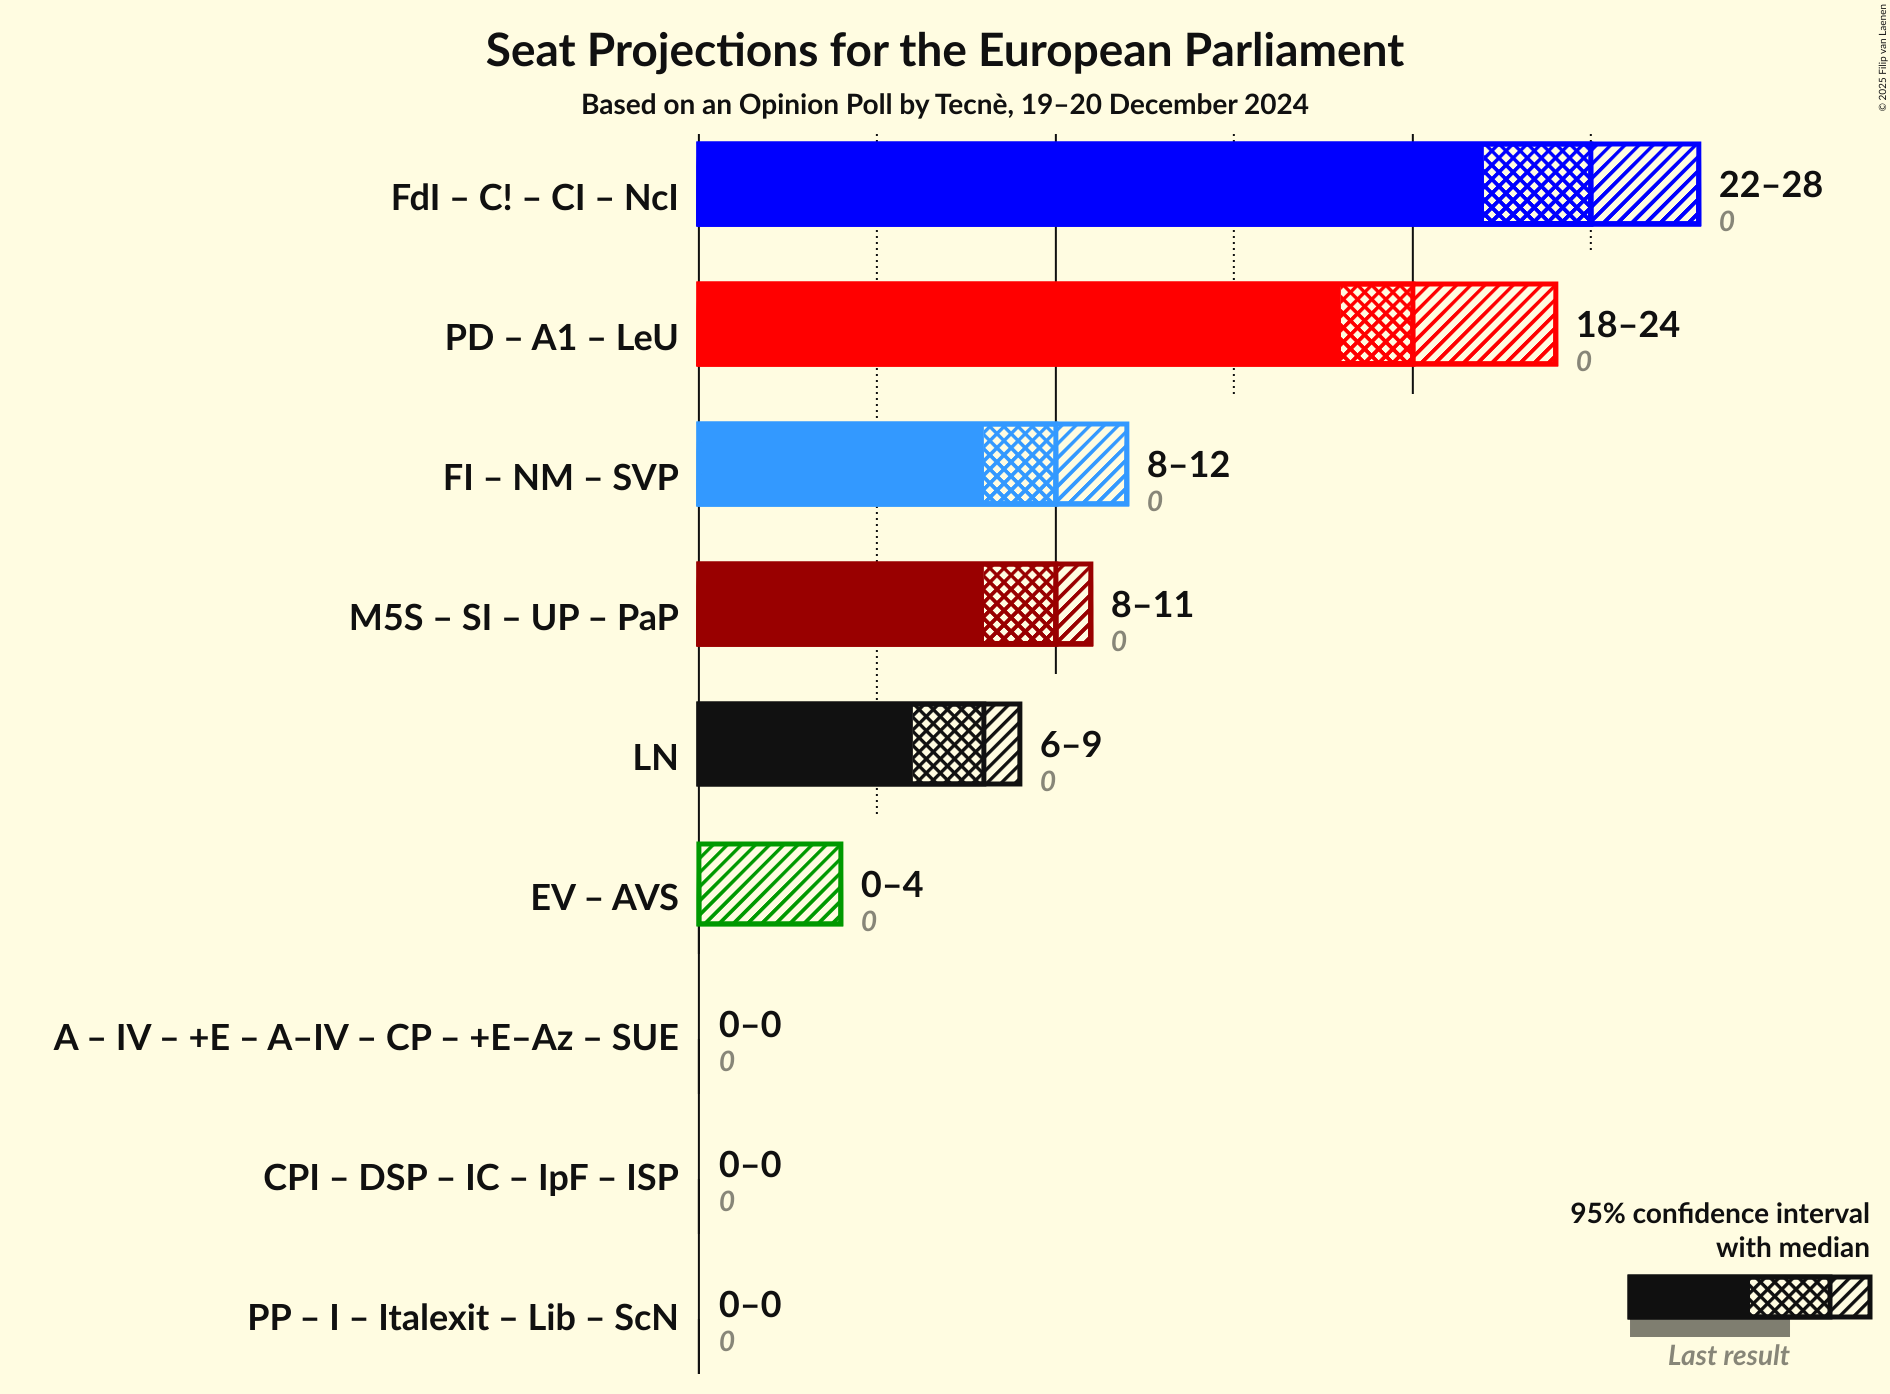 Seat Projections for the European Parliament
Based on an Opinion Poll by Tecnè, 19–20 December 2024
© 2025 Filip van Laenen
FdI – C! – CI – NcI
22–28
0
PD – A1 – LeU
18–24
0
FI – NM – SVP
8–12
0
M5S – SI – UP – PaP
8–11
0
LN
6–9
0
EV – AVS
0–4
0
A – IV – +E – A–IV – CP – +E–Az – SUE
0–0
0
CPI – DSP – IC – IpF – ISP
0–0
0
PP – I – Italexit – Lib – ScN
0–0
0
95% confidence interval
with median
Last result